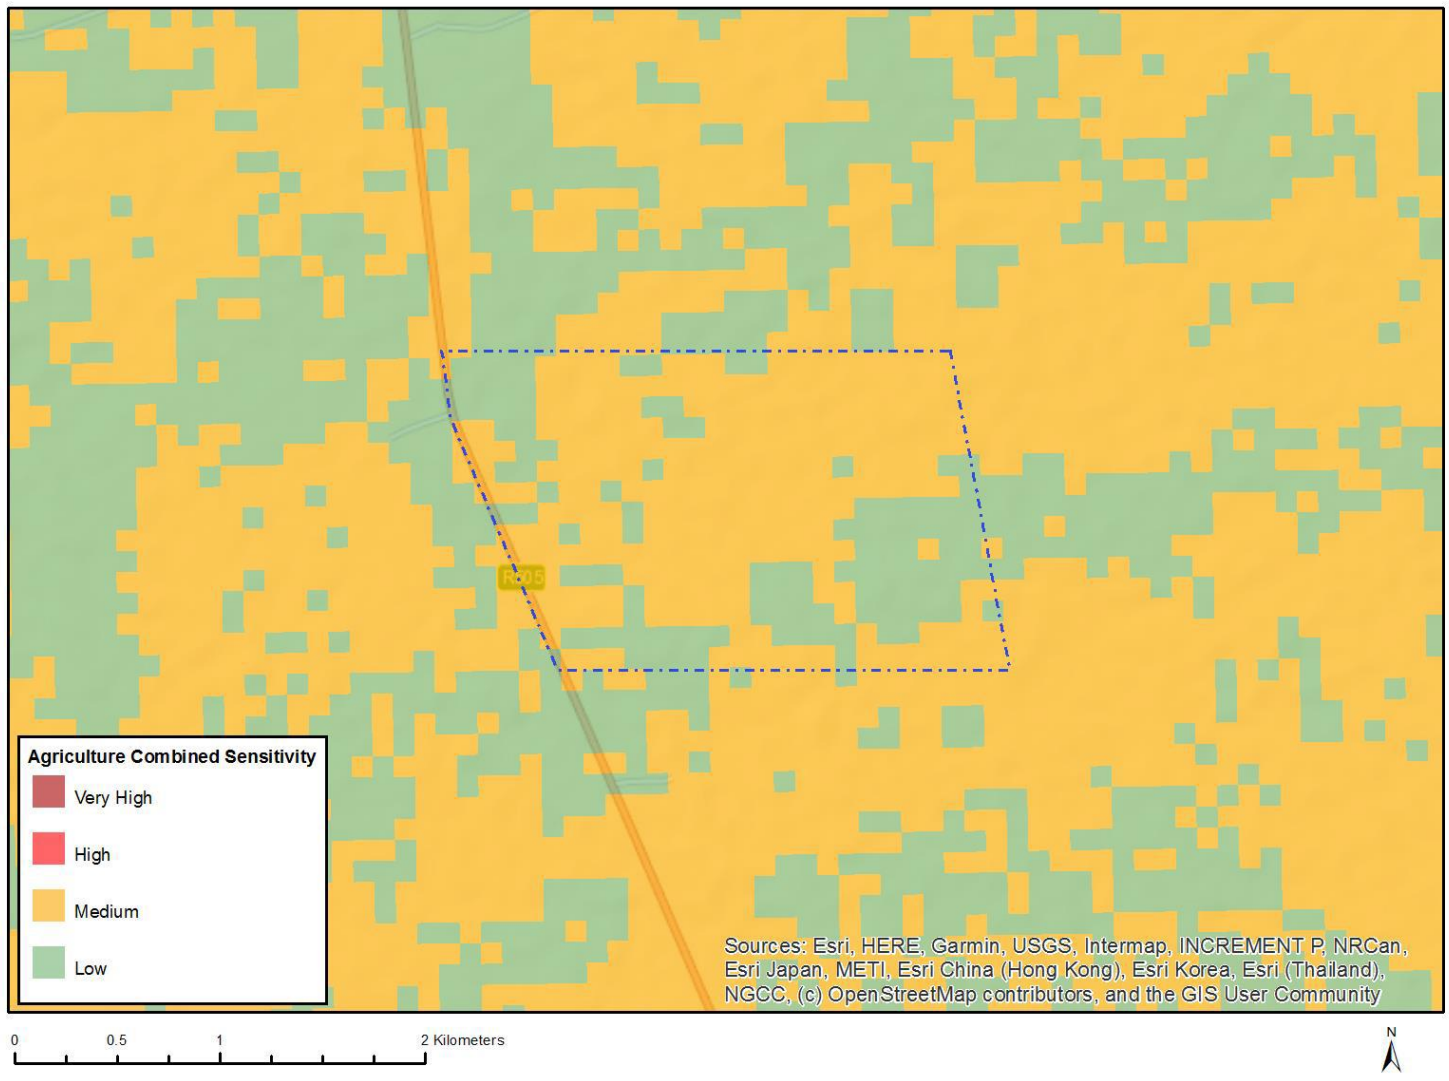 R505
Agriculture Combined Sensitivity
Very High
High
Medium
Low
Sources: Esri, HERE, Garmin, USGS, Intermap, INCREMENT P, NRCan,
Esri Japan, METI, Esri China (Hong Kong), Esri Korea, Esri (Thailand),
NGCC, (c) OpenStreetMap contributors, and the GIS User Community
0 0.5 1 2 Kilometers
N